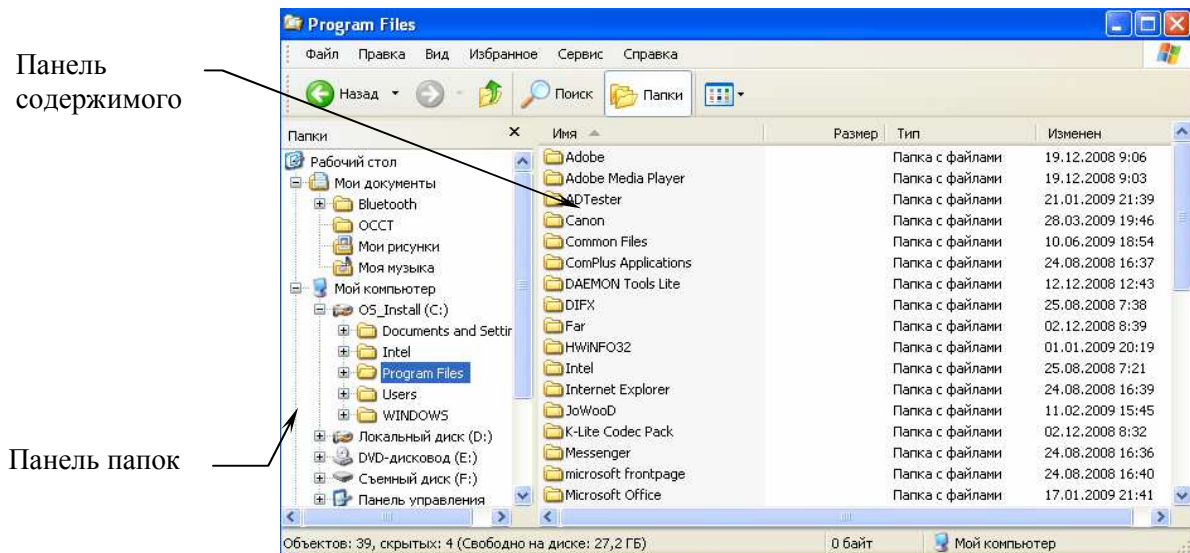 Program Files
Файл Правка Вид Избранное Сервис Справка
Панель
содержимого
Назад Поиск Папки
Папки
Имя Размер Тип Изменен
Рабочий стол
Мои документы
Bluetooth
OCCT
Мои рисунки
Моя музыка
Мой компьютер
OS_Install (C:)
Documents and Settir
Intel
Program Files
Users
WINDOWS
Локальный диск (D:)
DVD-дисковод (E:)
Съемный диск (F:)
Панель управления
Adobe Папка с файлами 19.12.2008 9:06
Adobe Media Player Папка с файлами 19.12.2008 9:03
ADTester Папка с файлами 21.01.2009 21:39
Canon Папка с файлами 28.03.2009 19:46
Common Files Папка с файлами 10.06.2009 18:54
ComPlus Applications Папка с файлами 24.08.2008 16:37
DAEMON Tools Lite Папка с файлами 12.12.2008 12:43
DIFX Папка с файлами 25.08.2008 7:38
Far Папка с файлами 02.12.2008 8:39
HWiNFO32 Папка с файлами 01.01.2009 20:19
Intel Папка с файлами 25.08.2008 7:21
Internet Explorer Папка с файлами 24.08.2008 16:39
JoWooD Папка с файлами 11.02.2009 15:45
K-Lite Codec Pack Папка с файлами 02.12.2008 8:32
Messenger Папка с файлами 24.08.2008 16:36
microsoft frontpage Папка с файлами 24.08.2008 16:40
Microsoft Office Папка с файлами 17.01.2009 21:41
Панель папок
Объектов: 39, скрытых: 4 (Свободно на диске: 27,2 ГБ) 0 байт Мой компьютер